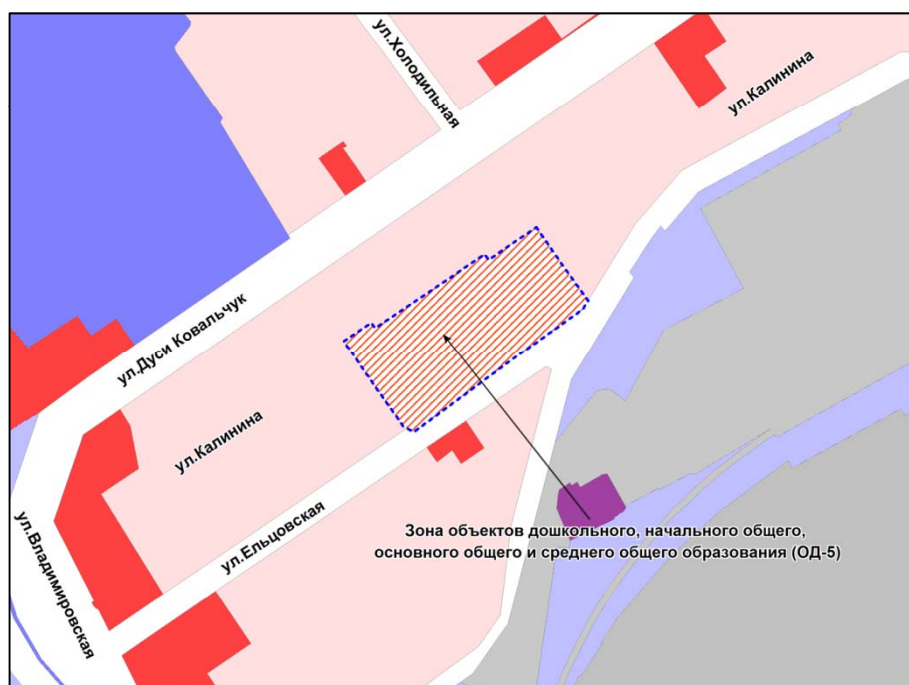 ул.Холодильная
ул.Калинина
ул.Дуси Ковальчук
ул.Калинина
ул.Ельцовская
ул.Владимировская
Зона объектов дошкольного, начального общего,
основного общего и среднего общего образования (ОД-5)